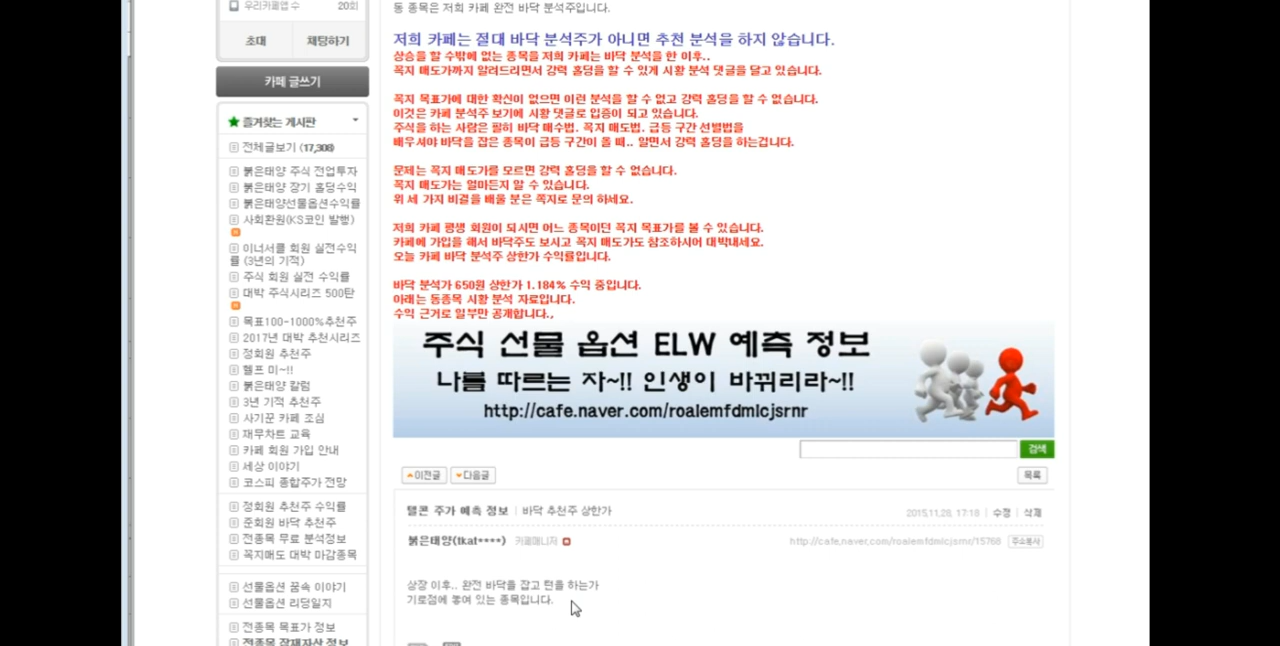 우리카페앱 수 20회
초대 채팅하기
카페 글쓰기
즐겨찾는 게시판
전체글보기 (17,308)
붉은태양 주식 전업투자
붉은태양 장기 홀딩수익
붉은태양선물옵션수익률
사회환원(KS코인 발행)
이너서클 회원 실전수익
률 (3년의 기적)
주식 회원 실전 수익률
대박 주식시리즈 500탄
목표100-1000%추천주
2017년 대박 추천시리즈
정회원 추천주
헬프 미~!!
붉은태양 칼럼
3년 기적 추천주
사기꾼 카페 조심
재무챠트 교육
카페 회원 가입 안내
세상 이야기
코스피 종합주가 전망
정회원 추천주 수익률
준회원 바닥 추천주
전종목 무료 분석정보
꼭지매도 대박 마감종목
선물옵션 꿈속 이야기
선물옵션 리딩일지
전종목 목표가 정보
전종목 잠재자산 정보
동 종목은 저희 카페 완전 바닥 분석주입니다.
저희 카페는 절대 바닥 분석주가 아니면 추천 분석을 하지 않습니다.
상승을 할 수밖에 없는 종목을 저희 카페는 바닥 분석을 한 이후..
꼭지 매도가까지 알려드리면서 강력 홀딩을 할 수 있게 시황 분석 댓글을 달고 있습니다.
꼭지 목표가에 대한 확신이 없으면 이런 분석을 할 수 없고 강력 홀딩을 할 수 없습니다.
이것은 카페 분석주 보기에 시황 댓글로 입증이 되고 있습니다.
주식을 하는 사람은 필히 바닥 매수법. 꼭지 매도법. 급등 구간 선별법을
배우셔야 바닥을 잡은 종목이 급등 구간이 올 때.. 알면서 강력 홀딩을 하는겁니다.
문제는 꼭지 매도가를 모르면 강력 홀딩을 할 수 없습니다.
꼭지 매도가는 얼마든지 알 수 있습니다.
위 세 가지 비결을 배울 분은 쪽지로 문의 하세요.
저희 카페 평생 회원이 되시면 어느 종목이던 꼭지 목표가를 볼 수 있습니다.
카페에 가입을 해서 바닥주도 보시고 꼭지 매도가도 참조하시어 대박내세요.
오늘 카페 바닥 분석주 상한가 수익률입니다.
바닥 분석가 650원 상한가 1.184% 수익 중입니다.
아래는 동종목 시황 분석 자료입니다.
수익 근거로 일부만 공개합니다.,
주식 선물 옵션 ELW 예측 정보
나를 따르는 자~!! 인생이 바뀌리라~!!
http://cafe.naver.com/roalemfdmlcjsrnr
검색
이전글 다음글 목록
텔콘 주가 예측 정보 | 바닥 추천주 상한가 2015.11.28. 17:18 | 수정 | 삭제
붉은태양(tkat****) 카페매니저 http://cafe.naver.com/roalemfdmlcjsrnr/15768 주소복사
상장 이후.. 완전 바닥을 잡고 턴을 하는가
기로점에 놓여 있는 종목입니다.